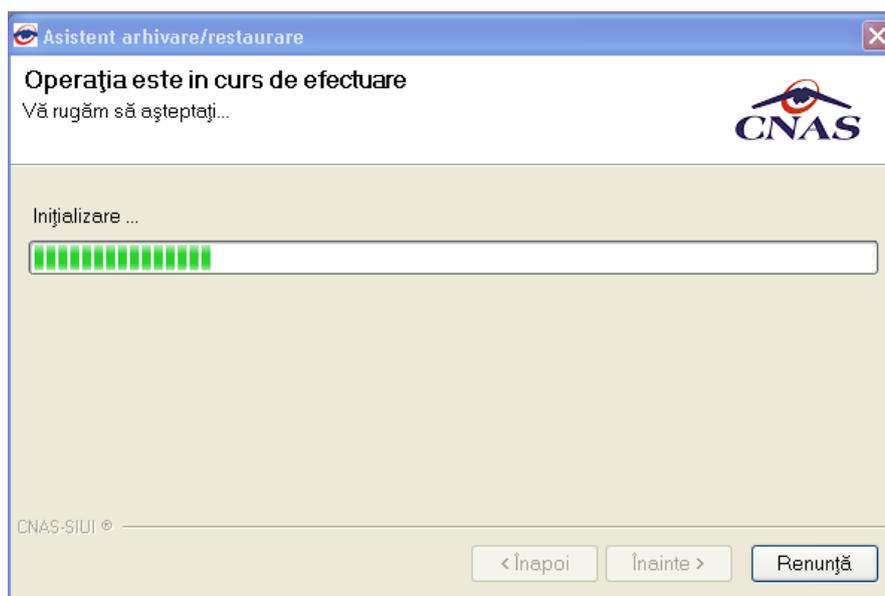 Asistent arhivare/restaurare
Operaţia este in curs de efectuare
Vă rugăm să aşteptaţi...
CNAS
Iniţializare ...
CNAS-SIUI ®
< Înapoi
Înainte >
Renunţă